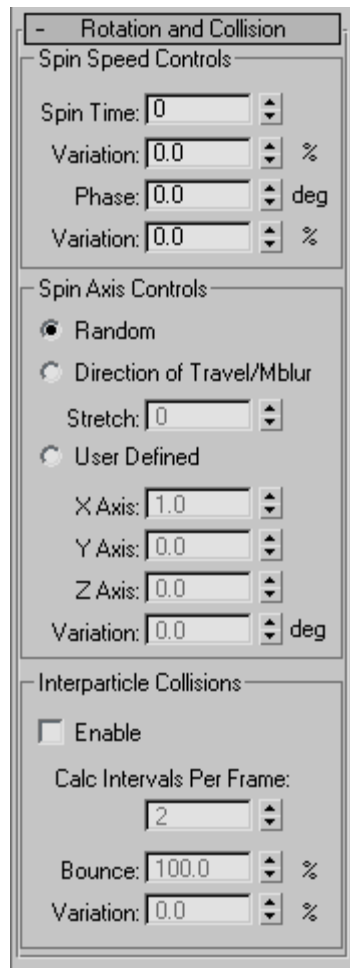 - Rotation and Collision
Spin Speed Controls
Spin Time: 0
Variation: 0.0 %
Phase: 0.0 deg
Variation: 0.0 %
Spin Axis Controls
Random
Direction of Travel/Mblur
Stretch: 0
User Defined
X Axis: 1.0
Y Axis: 0.0
Z Axis: 0.0
Variation: 0.0 deg
Interparticle Collisions
Enable
Calc Intervals Per Frame:
2
Bounce: 100.0 %
Variation: 0.0 %